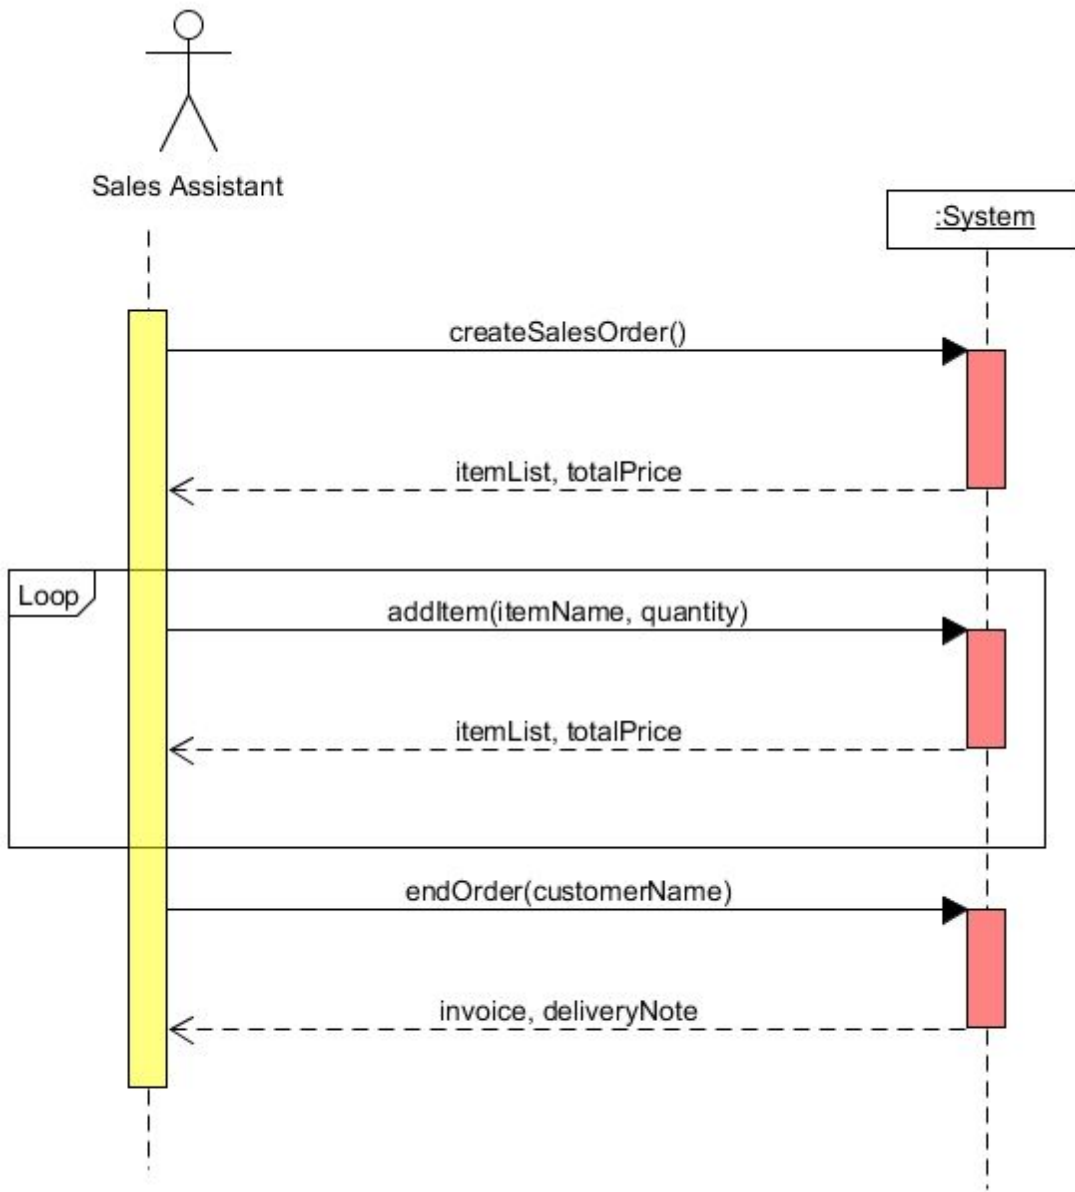 Sales Assistant
:System
createSalesOrder()
itemList, totalPrice
Loop
addItem(itemName, quantity)
itemList, totalPrice
endOrder(customerName)
invoice, deliveryNote